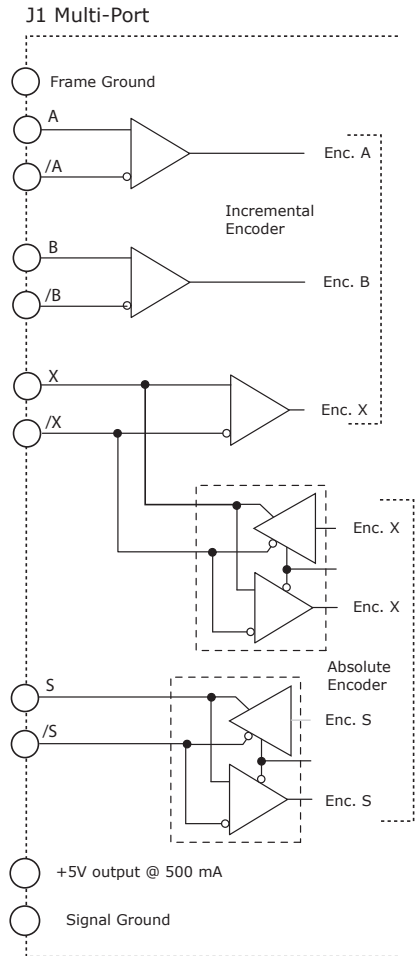 J1 Multi-Port
Frame Ground
A
/A
Enc. A
Incremental
Encoder
B
/B
Enc. B
X
/X
Enc. X
Enc. X
Enc. X
Absolute
Encoder
S
/S
Enc. S
Enc. S
+5V output @ 500 mA
Signal Ground